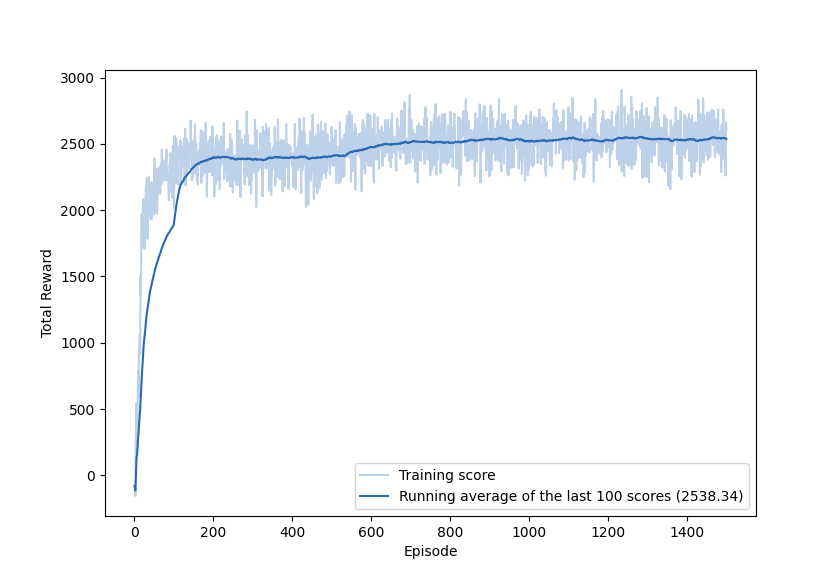 3000
2500
2000
1500
1000
500
0
Total Reward
Training score
Running average of the last 100 scores (2538.34)
0 200 400 600 800 1000 1200 1400
Episode